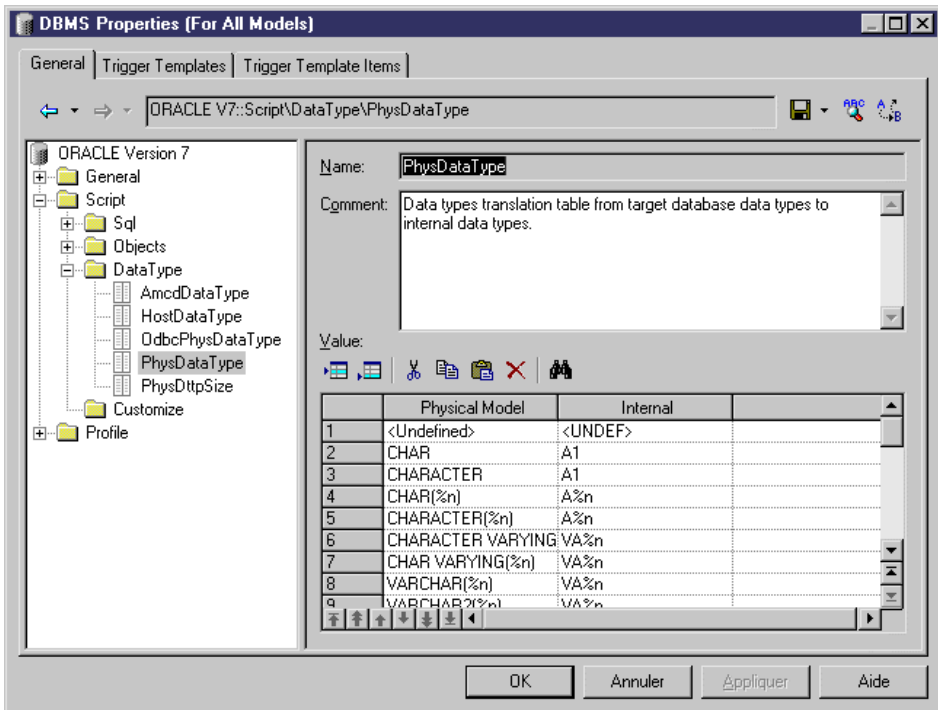 DBMS Properties (For All Models)
General Trigger Templates Trigger Template Items
ORACLE V7::Script\DataType\PhysDataType
ABC
A
B
ORACLE Version 7
General
Script
Sql
Objects
DataType
AmcdDataType
HostDataType
OdbcPhysDataType
PhysDataType
PhysDttpSize
Customize
Profile
Name: PhysDataType
Comment: Data types translation table from target database data types to
internal data types.
Value:
Physical Model Internal
1 <Undefined> <UNDEF>
2 CHAR A1
3 CHARACTER A1
4 CHAR(%n) A%n
5 CHARACTER(%n) A%n
6 CHARACTER VARYING VA%n
7 CHAR VARYING(%n) VA%n
8 VARCHAR(%n) VA%n
9 VARCHAR2(%n) VA%n
OK Annuler Appliquer Aide